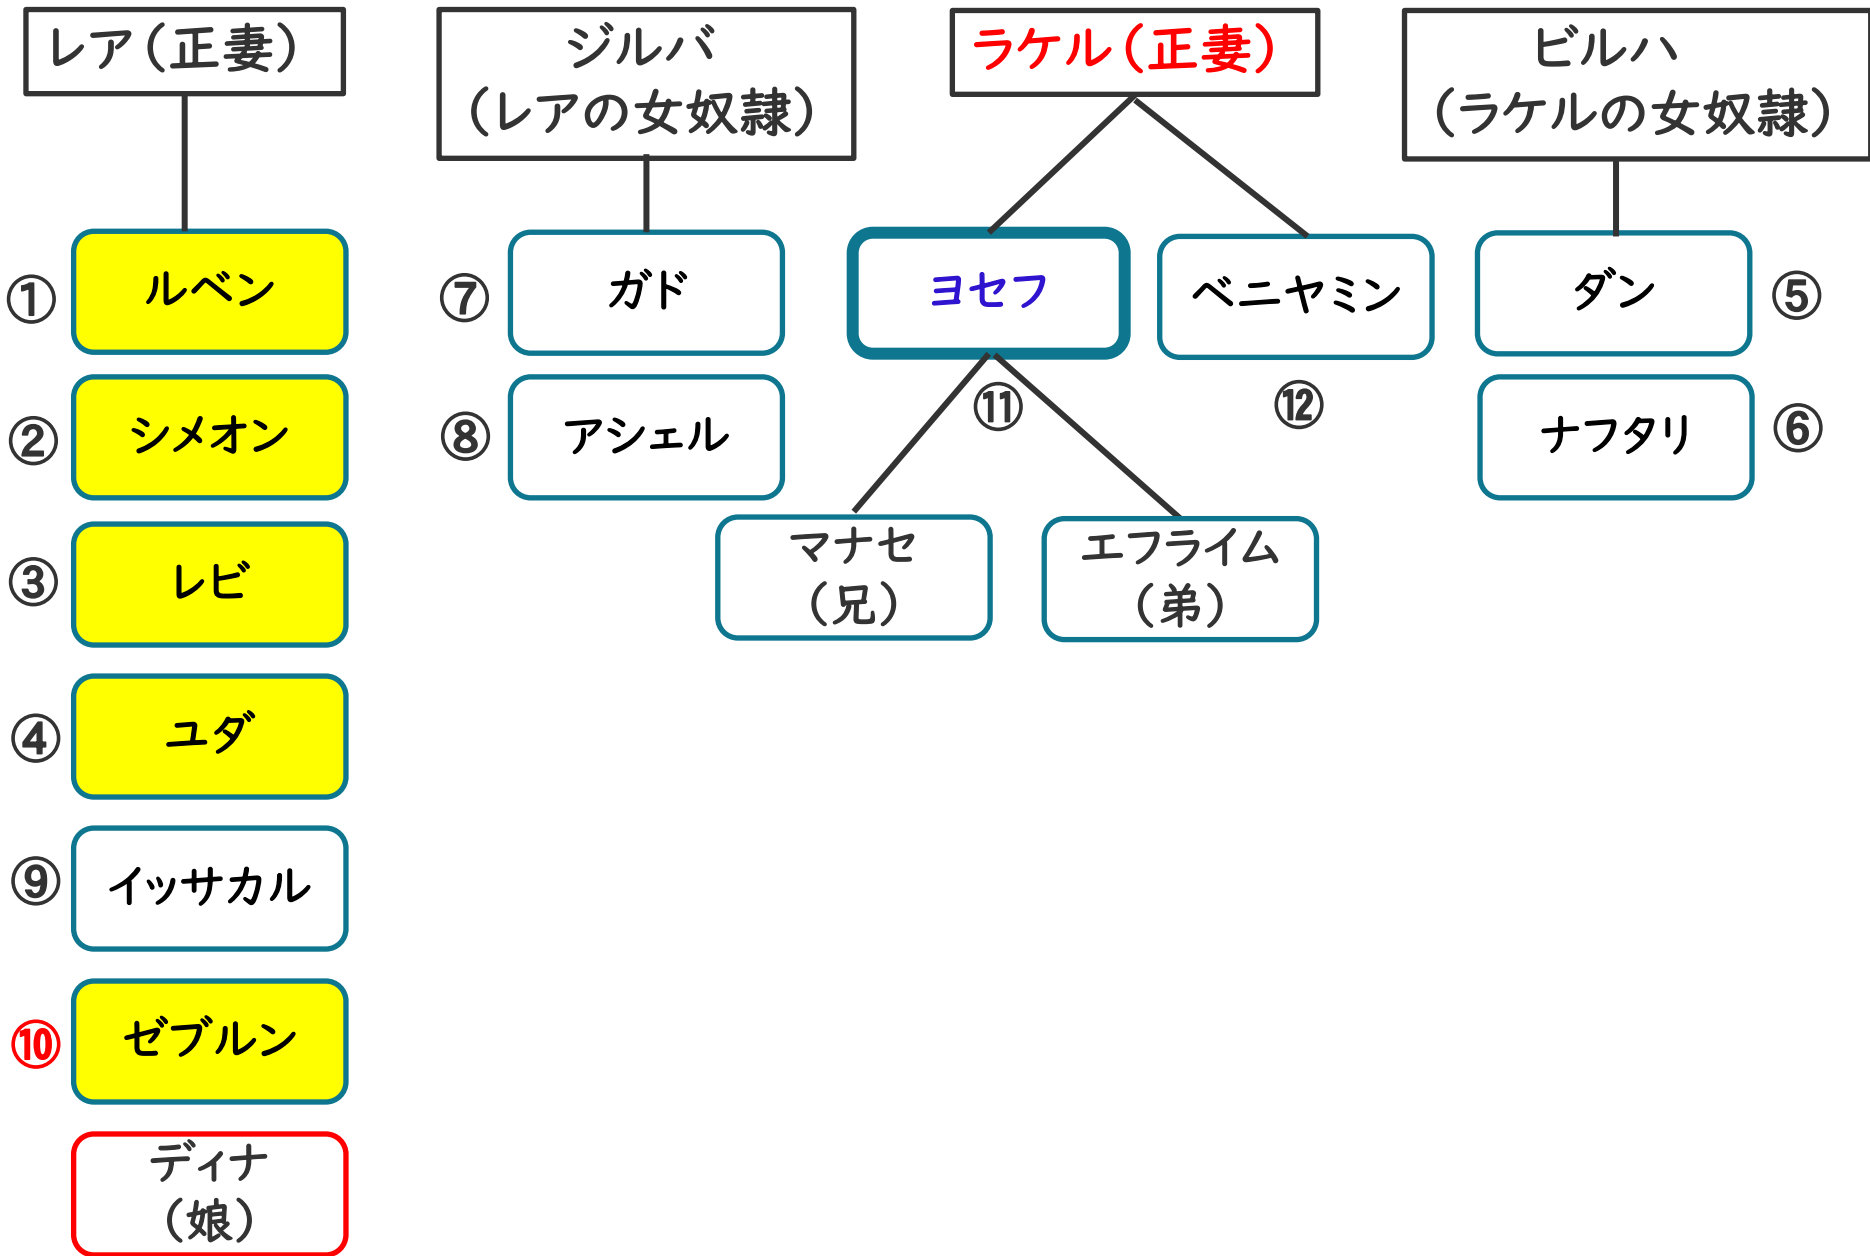 レア(正妻)
ジルバ
(レアの女奴隷)
ラケル(正妻)
ビルハ
(ラケルの女奴隷)
① ルベン
② シメオン
③ レビ
④ ユダ
⑨ イッサカル
⑩ ゼブルン
ディナ
(娘)
⑦ ガド
⑧ アシェル
ヨセフ
⑪
マナセ
(兄)
エフライム
(弟)
ベニヤミン
⑫
ダン ⑤
ナフタリ ⑥